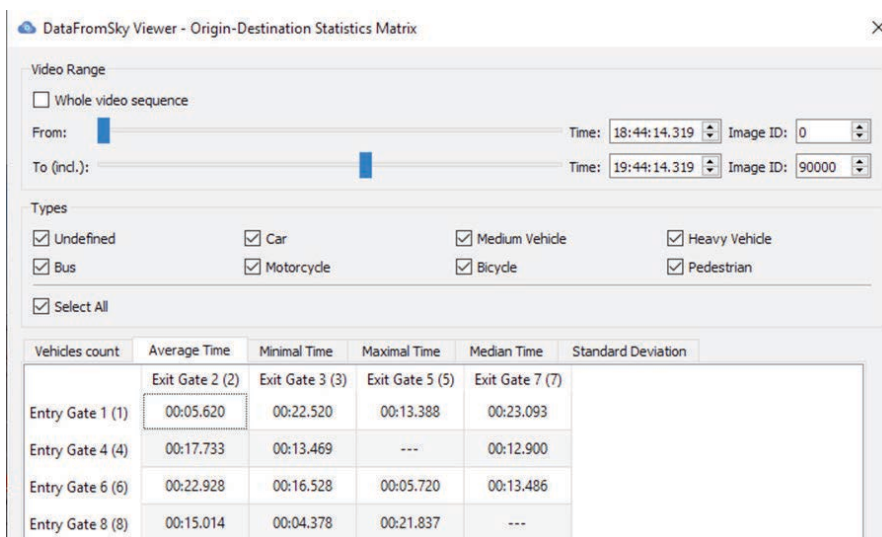 DataFromSky Viewer - Origin-Destination Statistics Matrix
Video Range
Whole video sequence
From: Time: 18:44:14.319 Image ID: 0
To (incl.): Time: 19:44:14.319 Image ID: 90000
Types
Undefined Car Medium Vehicle Heavy Vehicle
Bus Motorcycle Bicycle Pedestrian
Select All
Vehicles count Average Time Minimal Time Maximal Time Median Time Standard Deviation
Exit Gate 2 (2) Exit Gate 3 (3) Exit Gate 5 (5) Exit Gate 7 (7)
Entry Gate 1 (1) 00:05.620 00:22.520 00:13.388 00:23.093
Entry Gate 4 (4) 00:17.733 00:13.469 --- 00:12.900
Entry Gate 6 (6) 00:22.928 00:16.528 00:05.720 00:13.486
Entry Gate 8 (8) 00:15.014 00:04.378 00:21.837 ---